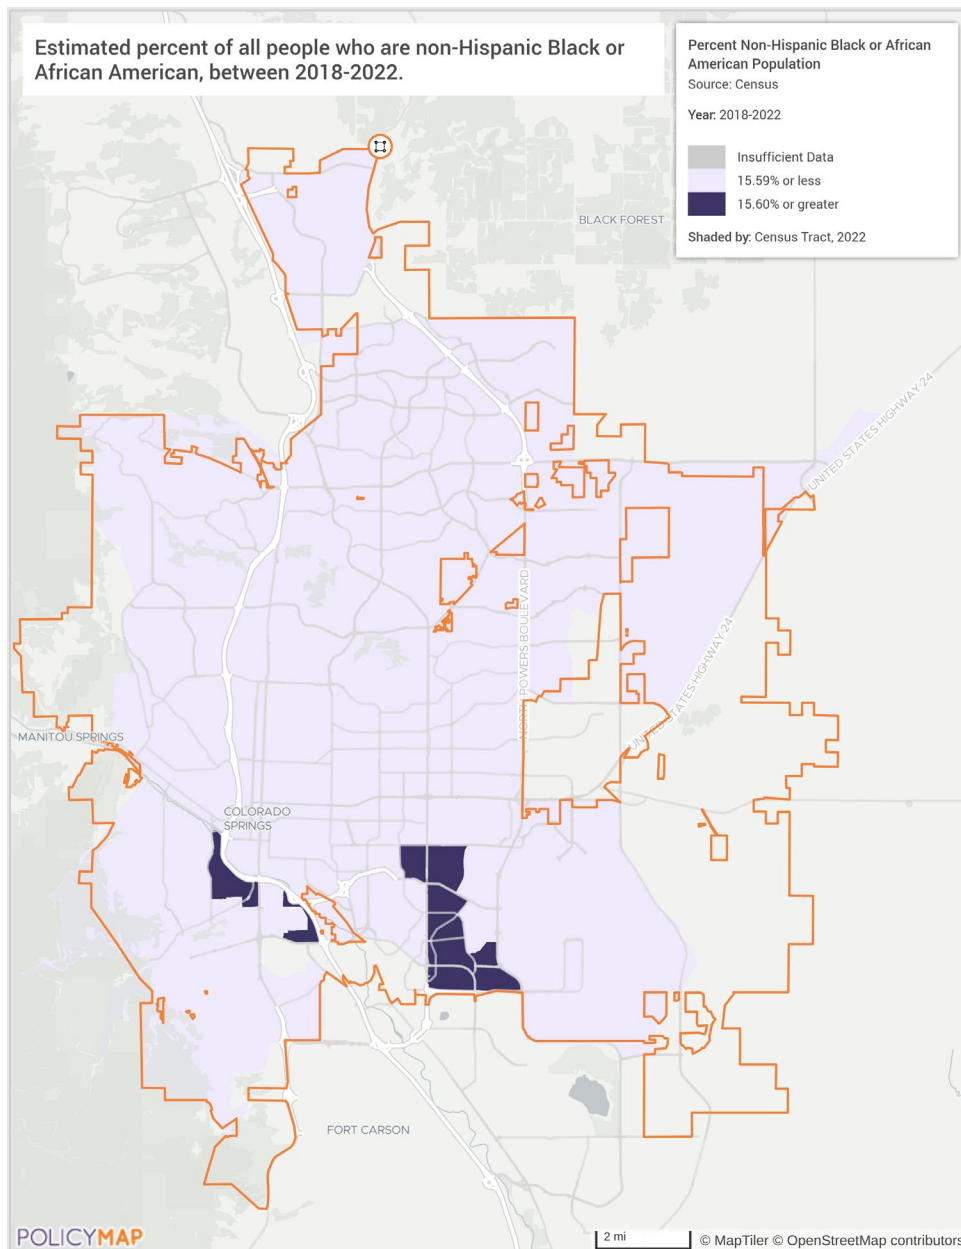 Estimated percent of all people who are non-Hispanic Black or
African American, between 2018-2022.
Percent Non-Hispanic Black or African
American Population
Source: Census
Year: 2018-2022
Insufficient Data
15.59% or less
15.60% or greater
Shaded by: Census Tract, 2022
BLACK FOREST
UNITED STATES HIGHWAY 24
NORTH POWERS BOULEVARD
UNITED STATES HIGHWAY 24
MANITOU SPRINGS
COLORADO
SPRINGS
FORT CARSON
POLICYMAP
2 mi
© MapTiler © OpenStreetMap contributors